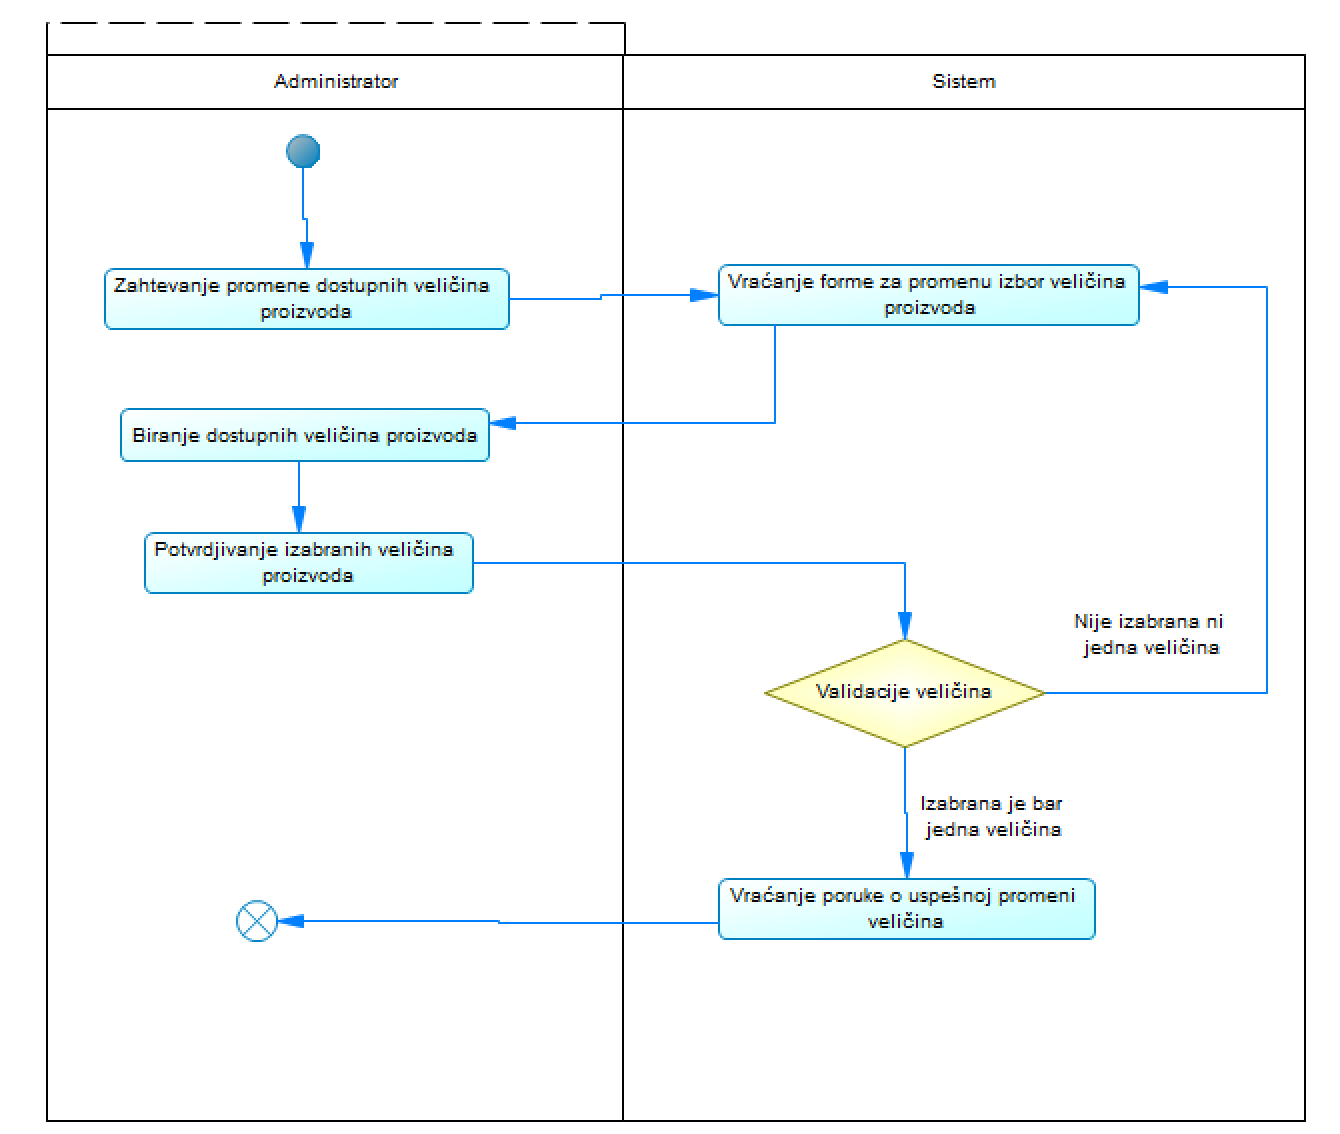 Administrator
Sistem
Zahtevanje promene dostupnih veličina
proizvoda
Vraćanje forme za promenu izbor veličina
proizvoda
Biranje dostupnih veličina proizvoda
Potvrdjivanje izabranih veličina
proizvoda
Nije izabrana ni
jedna veličina
Validacije veličina
Izabrana je bar
jedna veličina
Vraćanje poruke o uspešnoj promeni
veličina